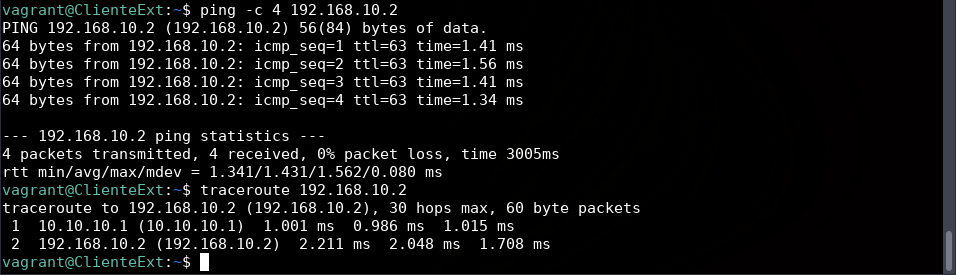 vagrant@ClienteExt:~$ ping -c 4 192.168.10.2
PING 192.168.10.2 (192.168.10.2) 56(84) bytes of data.
64 bytes from 192.168.10.2: icmp_seq=1 ttl=63 time=1.41 ms
64 bytes from 192.168.10.2: icmp_seq=2 ttl=63 time=1.56 ms
64 bytes from 192.168.10.2: icmp_seq=3 ttl=63 time=1.41 ms
64 bytes from 192.168.10.2: icmp_seq=4 ttl=63 time=1.34 ms

--- 192.168.10.2 ping statistics ---
4 packets transmitted, 4 received, 0% packet loss, time 3005ms
rtt min/avg/max/mdev = 1.341/1.431/1.562/0.080 ms
vagrant@ClienteExt:~$ traceroute 192.168.10.2
traceroute to 192.168.10.2 (192.168.10.2), 30 hops max, 60 byte packets
 1  10.10.10.1 (10.10.10.1)  1.001 ms  0.986 ms  1.015 ms
 2  192.168.10.2 (192.168.10.2)  2.211 ms  2.048 ms  1.708 ms
vagrant@ClienteExt:~$